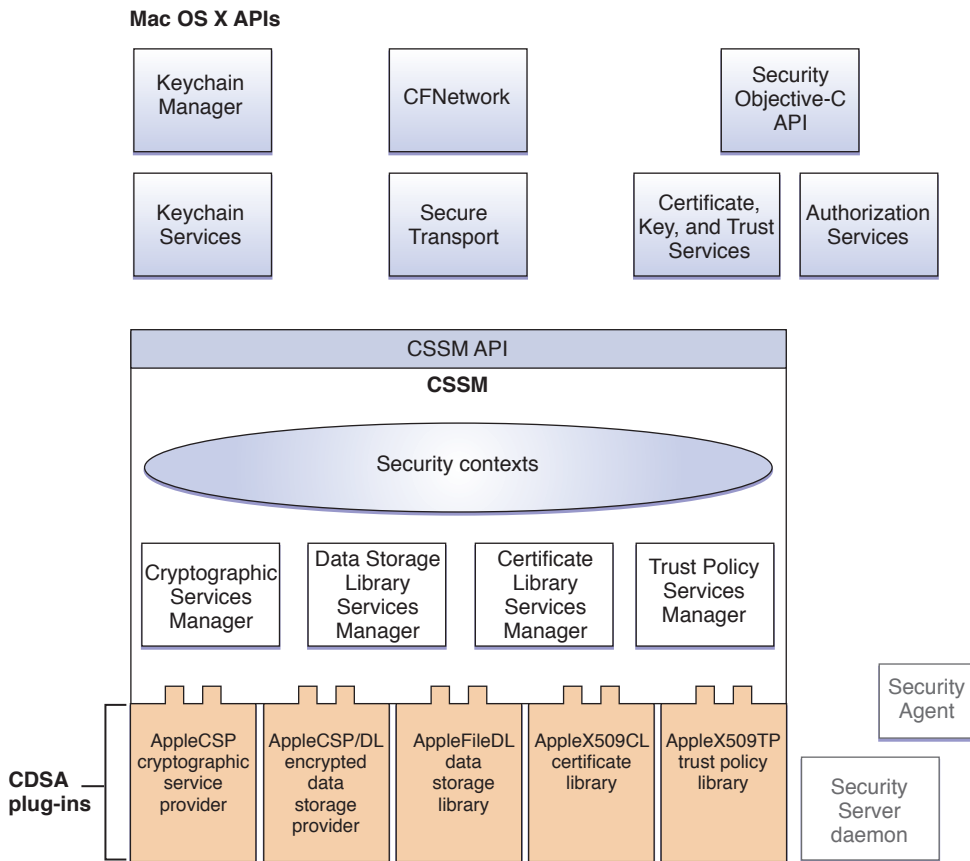 Mac OS X APIs
Keychain
Manager
CFNetwork
Security
Objective-C
API
Keychain
Services
Secure
Transport
Certificate,
Key, and Trust
Services
Authorization
Services
CSSM API
CSSM
Security contexts
Cryptographic
Services
Manager
Data Storage
Library
Services
Manager
Certificate
Library
Services
Manager
Trust Policy
Services
Manager
Security
Agent
CDSA
plug-ins
AppleCSP
cryptographic
service
provider
AppleCSP/DL
encrypted
data
storage
provider
AppleFileDL
data
storage
library
AppleX509CL
certificate
library
AppleX509TP
trust policy
library
Security
Server
daemon